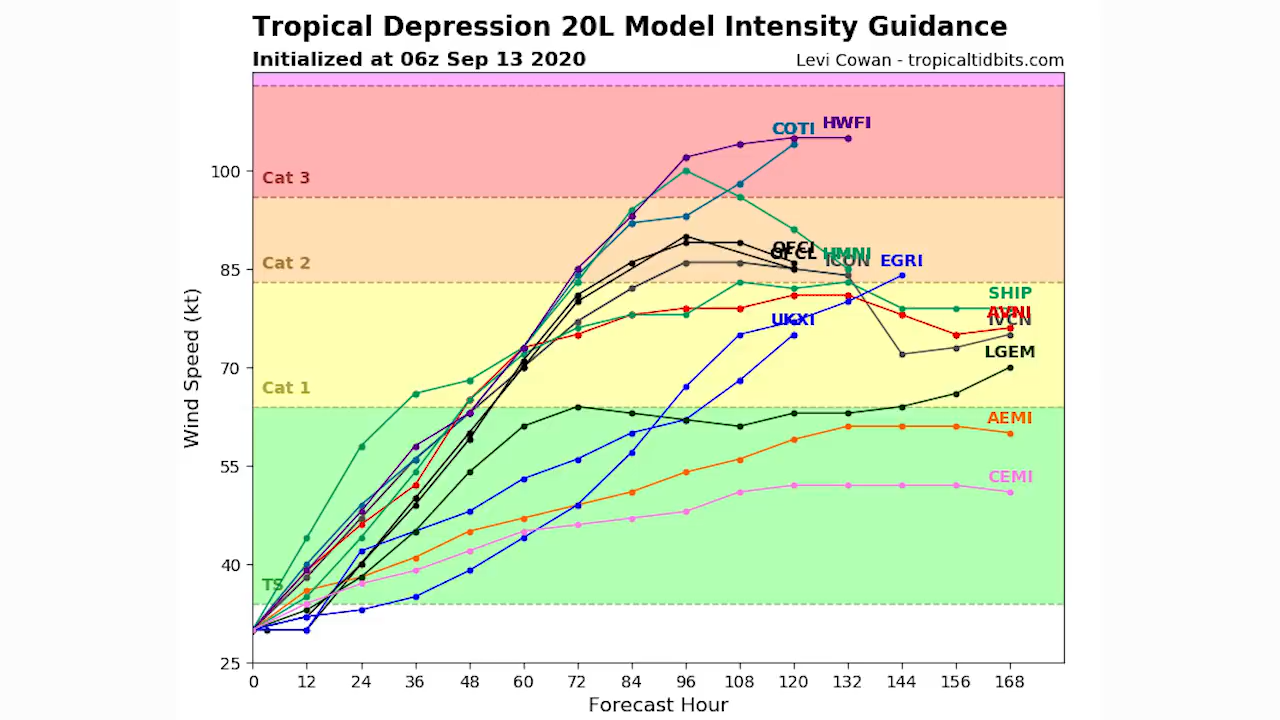 Tropical Depression 20L Model Intensity Guidance
Initialized at 06z Sep 13 2020
Levi Cowan - tropicaltidbits.com
Wind Speed (kt)
100
85
70
55
40
25
Cat 3
Cat 2
Cat 1
TS
COTI
HWFI
OFCI
OFCL
HMNI
ICON
EGRI
UKXI
SHIP
AVNI
IVCN
LGEM
AEMI
CEMI
0 12 24 36 48 60 72 84 96 108 120 132 144 156 168
Forecast Hour